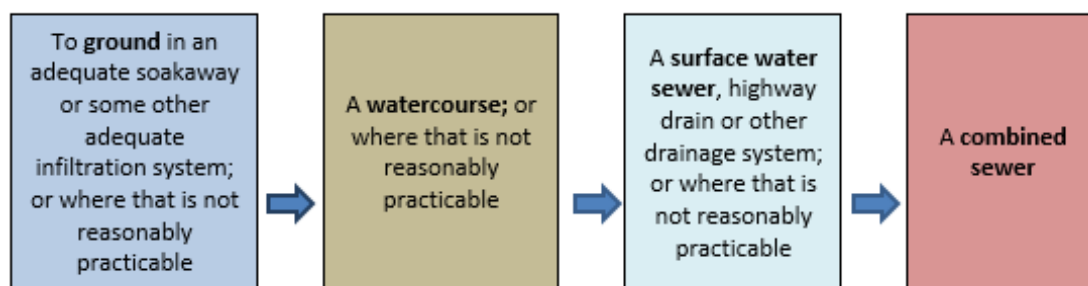 To ground in an
adequate soakaway
or some other
adequate
infiltration system;
or where that is not
reasonably
practicable
A watercourse; or
where that is not
reasonably
practicable
A surface water
sewer, highway
drain or other
drainage system;
or where that is
not reasonably
practicable
A combined
sewer